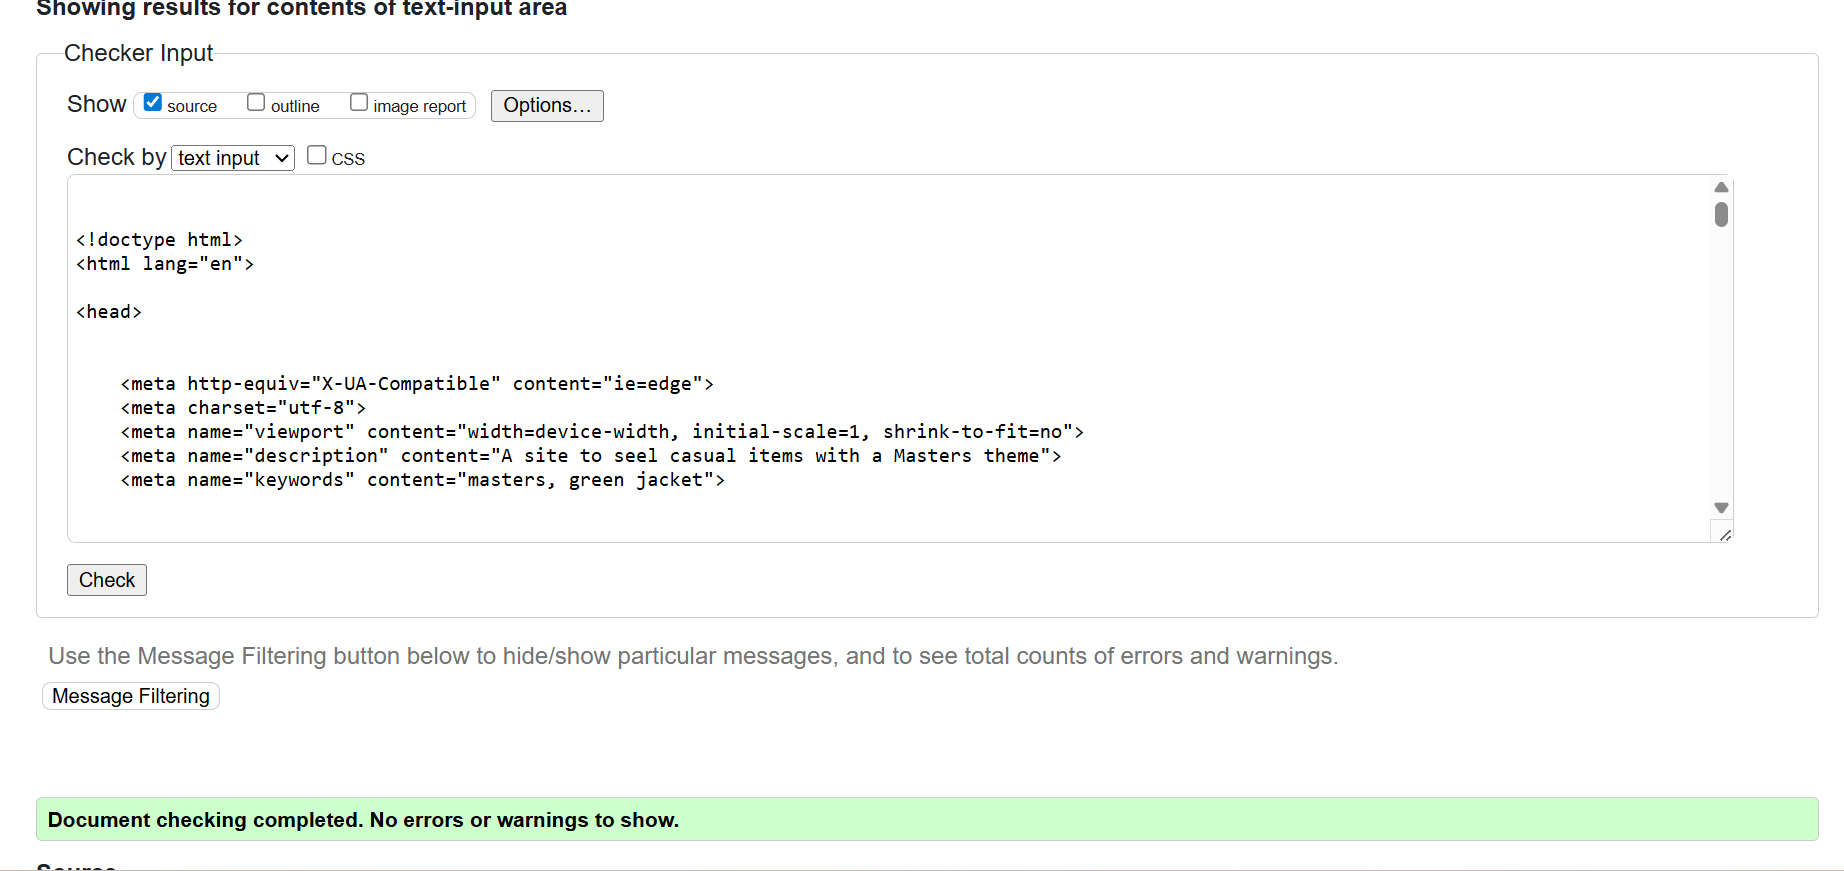 Showing results for contents of text-input area
Checker Input
Show source outline image report Options...
Check by text input CSS
<!doctype html>
<html lang="en">
<head>
<meta http-equiv="X-UA-Compatible" content="ie=edge">
<meta charset="utf-8">
<meta name="viewport" content="width=device-width, initial-scale=1, shrink-to-fit=no">
<meta name="description" content="A site to seel casual items with a Masters theme">
<meta name="keywords" content="masters, green jacket">
Check
Use the Message Filtering button below to hide/show particular messages, and to see total counts of errors and warnings.
Message Filtering
Document checking completed. No errors or warnings to show.
Source